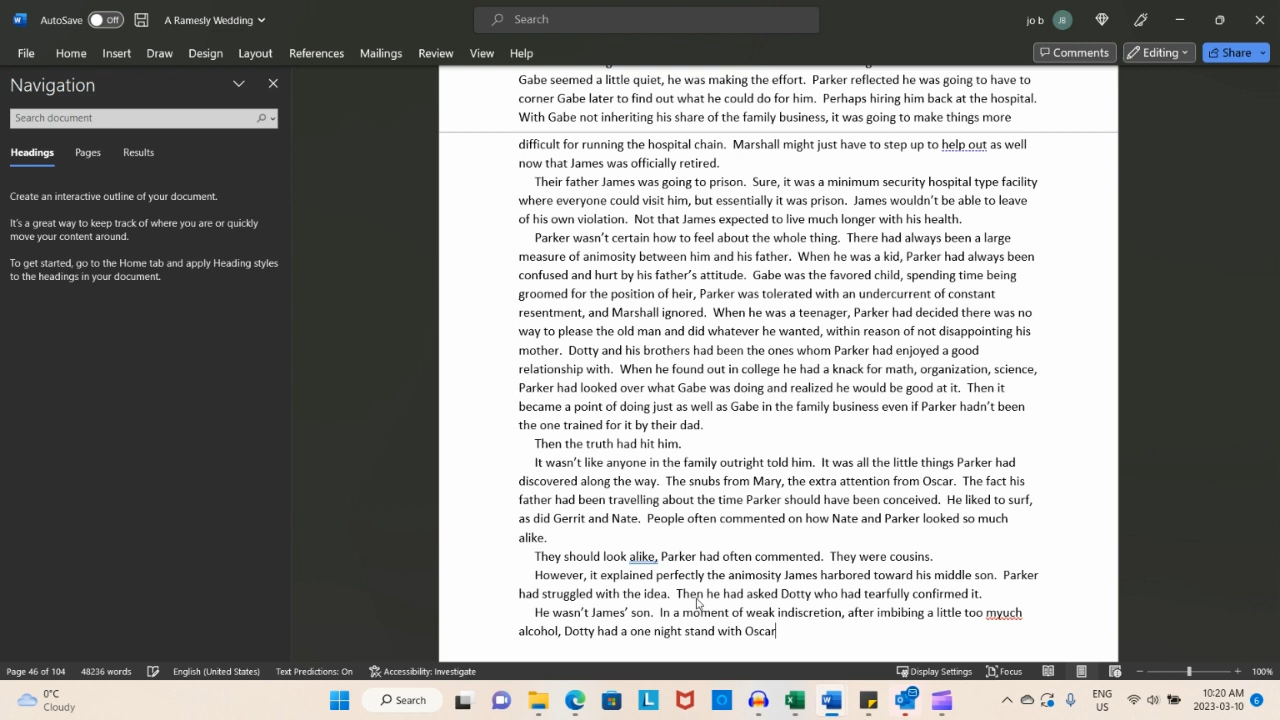 AutoSave Off A Ramesly Wedding Search jo b JB
File Home Insert Draw Design Layout References Mailings Review View Help Comments Editing Share
Navigation
Search document
Headings Pages Results
Create an interactive outline of your document.
It's a great way to keep track of where you are or quickly
move your content around.
To get started, go to the Home tab and apply Heading styles
to the headings in your document.
Gabe seemed a little quiet, he was making the effort. Parker reflected he was going to have to
corner Gabe later to find out what he could do for him. Perhaps hiring him back at the hospital.
With Gabe not inheriting his share of the family business, it was going to make things more
difficult for running the hospital chain. Marshall might just have to step up to help out as well
now that James was officially retired.
Their father James was going to prison. Sure, it was a minimum security hospital type facility
where everyone could visit him, but essentially it was prison. James wouldn't be able to leave
of his own violation. Not that James expected to live much longer with his health.
Parker wasn't certain how to feel about the whole thing. There had always been a large
measure of animosity between him and his father. When he was a kid, Parker had always been
confused and hurt by his father's attitude. Gabe was the favored child, spending time being
groomed for the position of heir, Parker was tolerated with an undercurrent of constant
resentment, and Marshall ignored. When he was a teenager, Parker had decided there was no
way to please the old man and did whatever he wanted, within reason of not disappointing his
mother. Dotty and his brothers had been the ones whom Parker had enjoyed a good
relationship with. When he found out in college he had a knack for math, organization, science,
Parker had looked over what Gabe was doing and realized he would be good at it. Then it
became a point of doing just as well as Gabe in the family business even if Parker hadn't been
the one trained for it by their dad.
Then the truth had hit him.
It wasn't like anyone in the family outright told him. It was all the little things Parker had
discovered along the way. The snubs from Mary, the extra attention from Oscar. The fact his
father had been travelling about the time Parker should have been conceived. He liked to surf,
as did Gerrit and Nate. People often commented on how Nate and Parker looked so much
alike.
They should look alike, Parker had often commented. They were cousins.
However, it explained perfectly the animosity James harbored toward his middle son. Parker
had struggled with the idea. Then he had asked Dotty who had tearfully confirmed it.
He wasn't James' son. In a moment of weak indiscretion, after imbibing a little too myuch
alcohol, Dotty had a one night stand with Oscar
Page 46 of 104 48236 words English (United States) Text Predictions: On Accessibility: Investigate Display Settings Focus 100%
0°C
Cloudy
Search
ENG
US
10:20 AM
2023-03-10
6